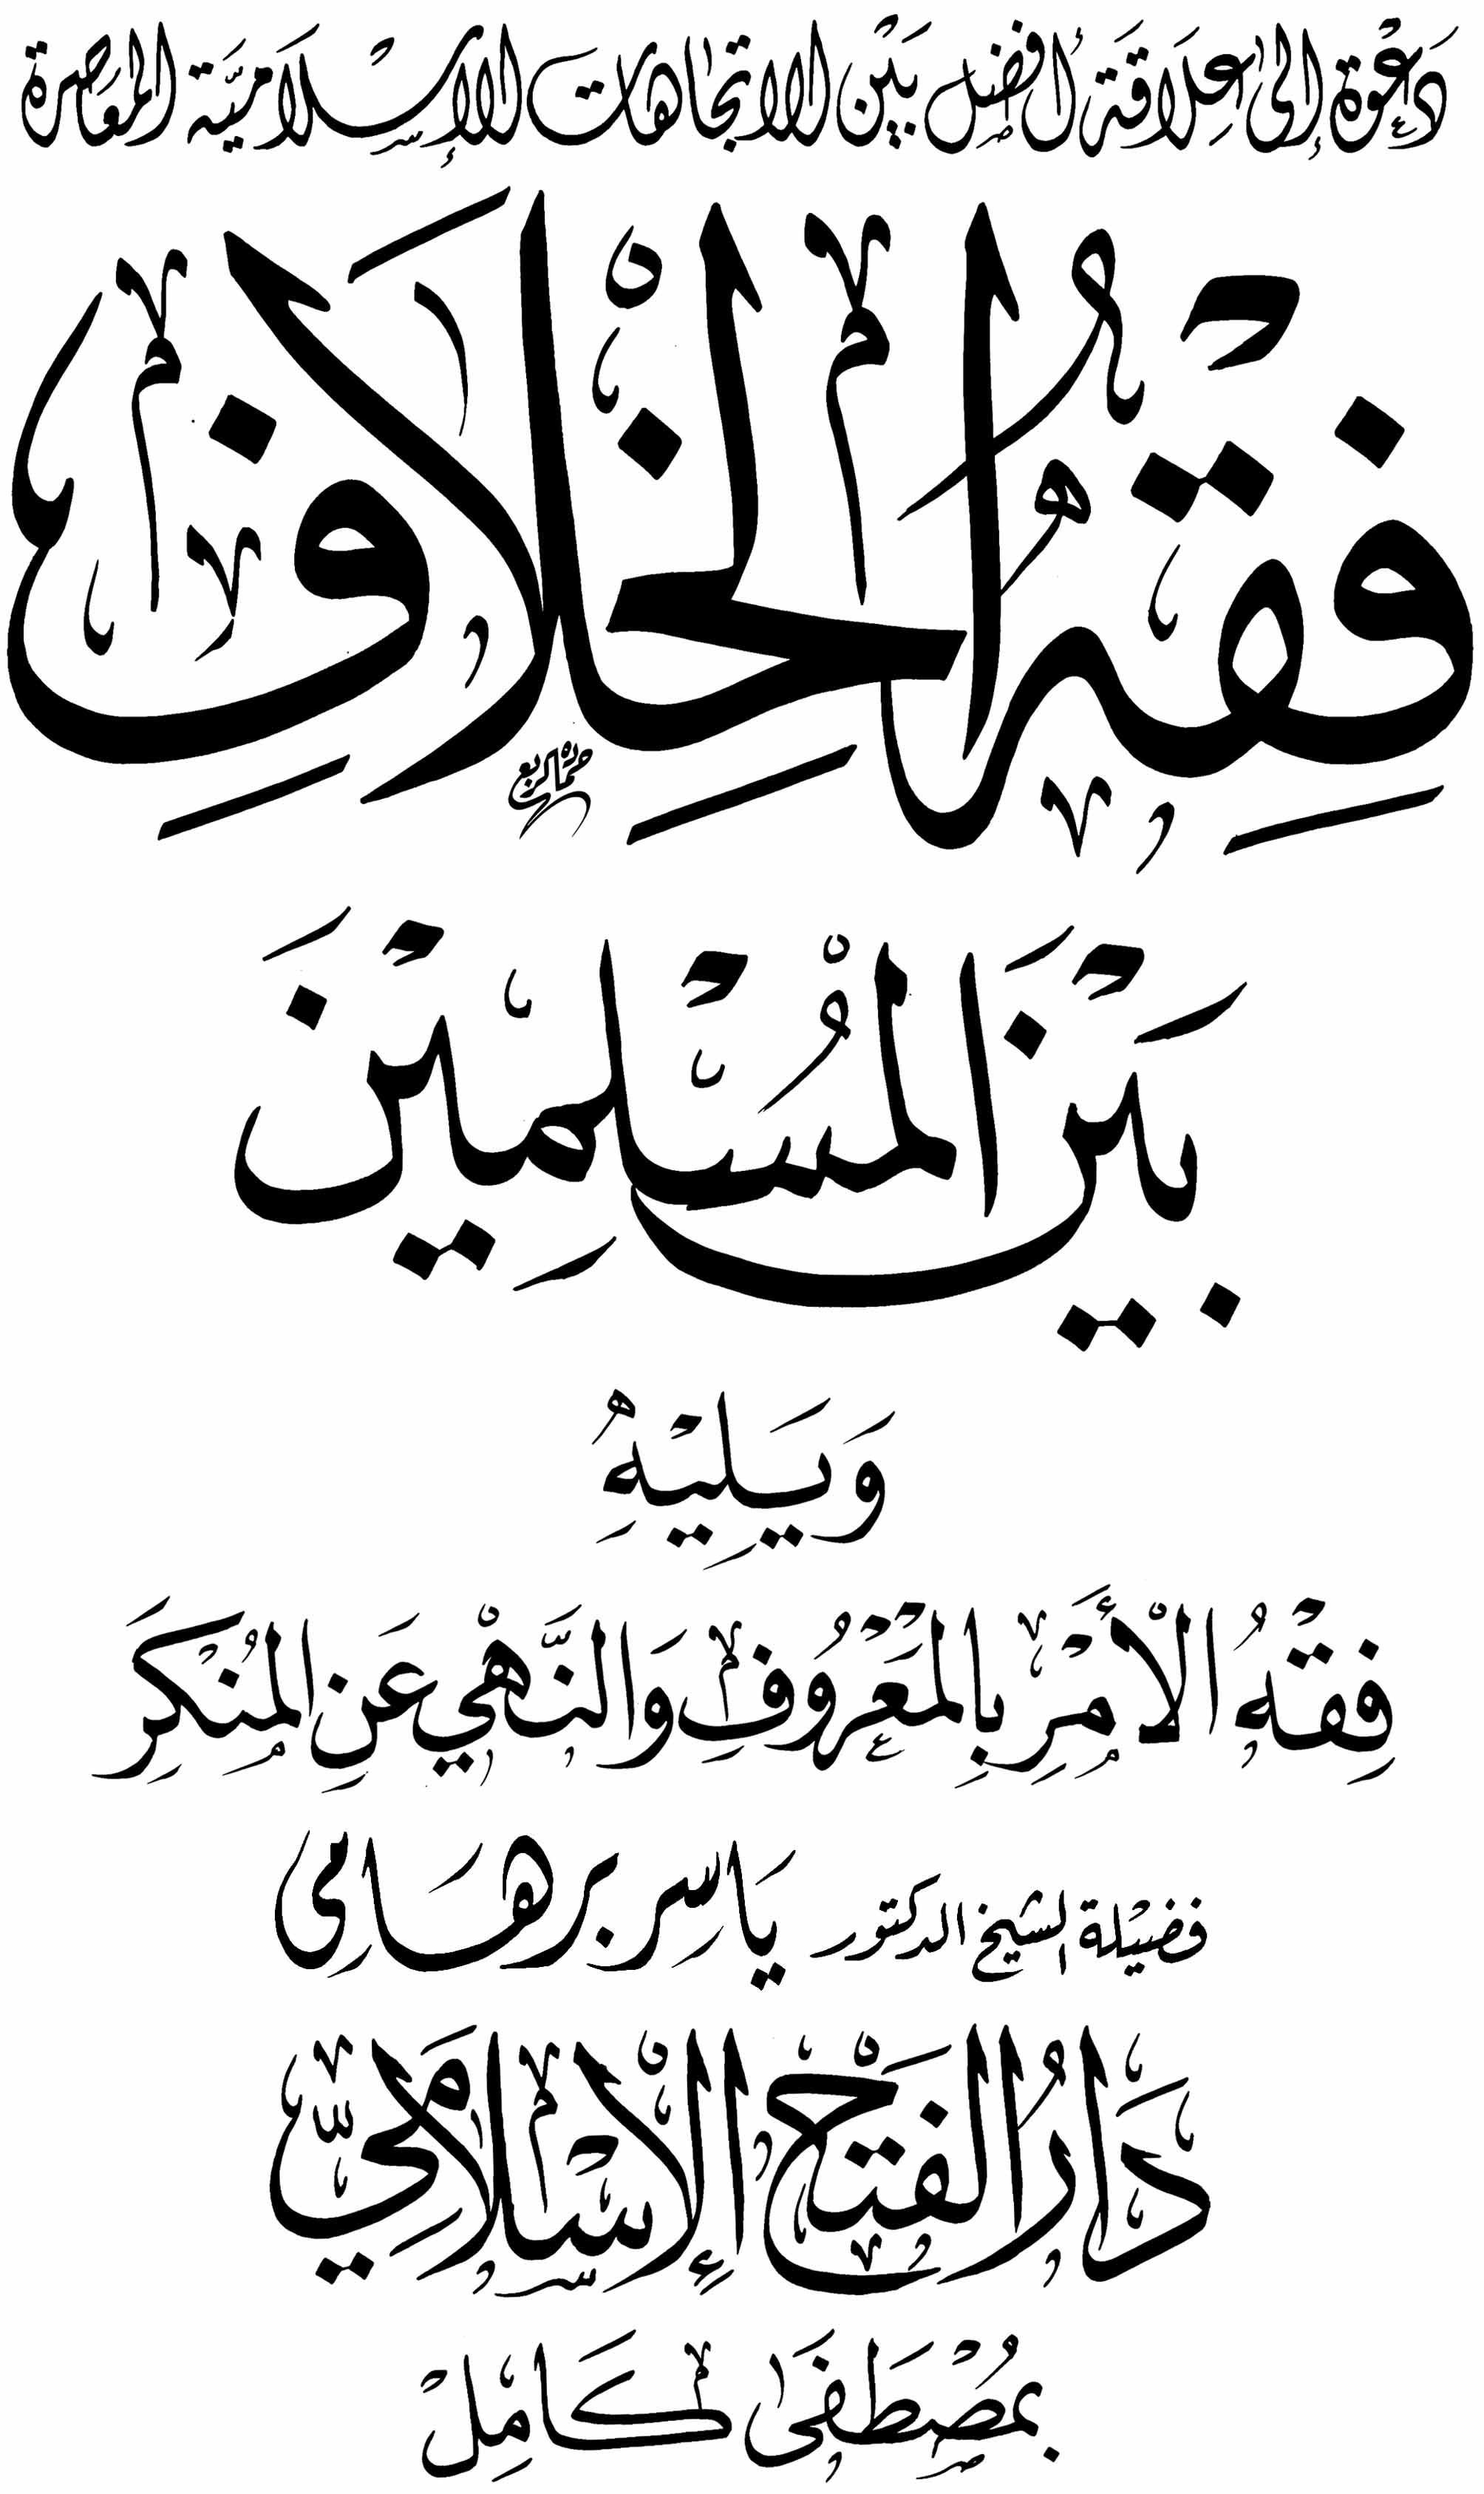 دعوة إلى علاقة أفضل بين الاتجاهات الإسلامية المعاصرة
فقه الخلاف
بين المسلمين
ويليه
فقه الأمر بالمعروف والنهي عن المنكر
فضيلة الشيخ الدكتور ياسر برهامي
دار الفتح الإسلامي
مصطفى كامل